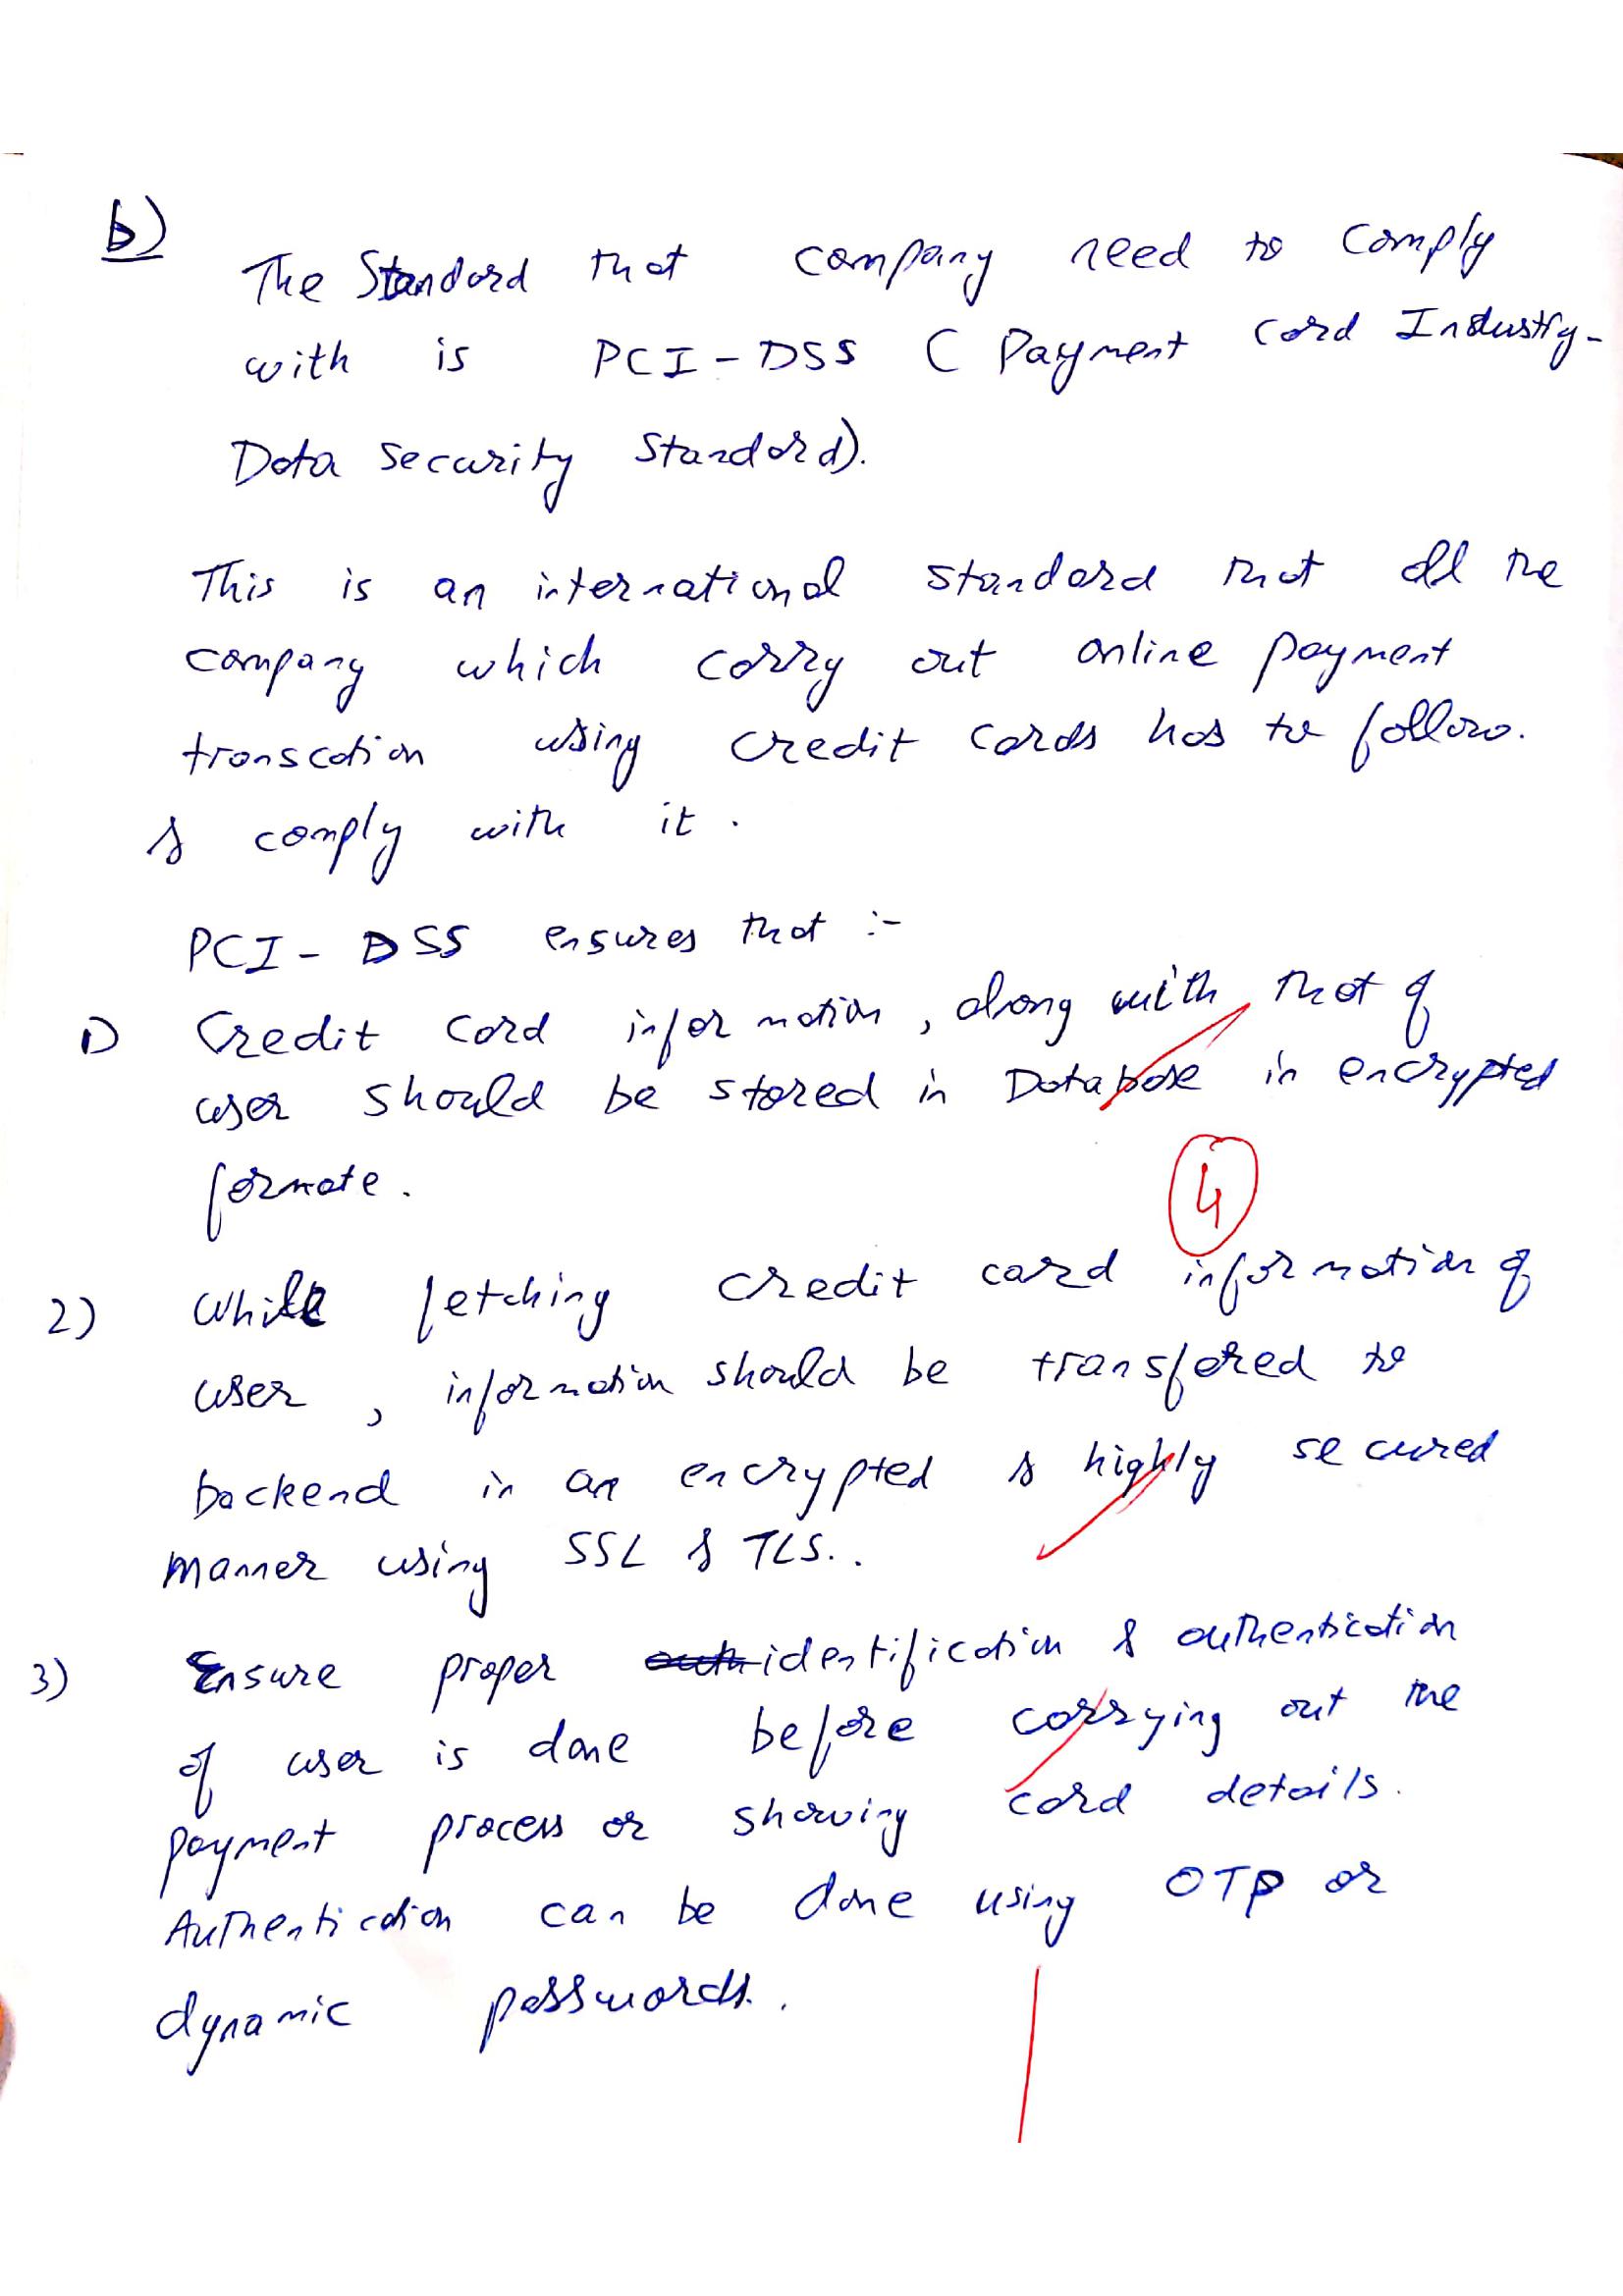 b)
The Standard that company need to comply
with is PCI - DSS ( Payment Card Industry -
Data Security Standard).
This is an international standard that all the
company which carry out online payment
transcation using credit cards has to follow.
& comply with it .
PCI - DSS ensures that :-
1) Credit Card information , along with that of
user should be stored in Database in encrypted
formate .
4
2) While fetching credit card information of
user , information should be transfered to
backend in an encrypted & highly secured
manner using SSL & TLS. .
3) Ensure proper identification & authentication
of user is done before carrying out the
payment process or showing card details.
Authentication can be done using OTP or
dynamic passwords. .